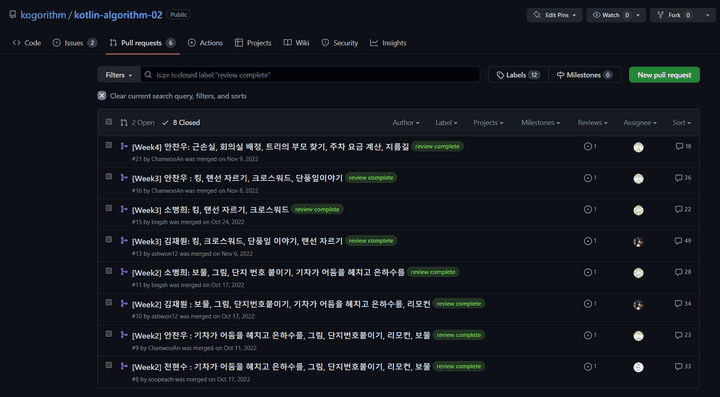 kogorithm / kotlin-algorithm-02 Public
Edit Pins Watch 0 Fork 0
Code Issues 2 Pull requests 6 Actions Projects Wiki Security Insights
Filters is:pr is:closed label:"review complete" Labels 12 Milestones 0 New pull request
Clear current search query, filters, and sorts
2 Open 8 Closed Author Label Projects Milestones Reviews Assignee Sort
[Week4] 안찬우: 근손실, 회의실 배정, 트리의 부모 찾기, 주차 요금 계산, 지름길 review complete 1 18
#21 by ChanwooAn was merged on Nov 9, 2022
[Week3] 안찬우 : 킹, 랜선 자르기, 크로스워드, 단풍잎이야기 review complete 1 36
#16 by ChanwooAn was merged on Nov 8, 2022
[Week3] 소병희: 킹, 랜선 자르기, 크로스워드 review complete 1 22
#15 by bngsh was merged on Oct 24, 2022
[Week3] 김재원: 킹, 크로스워드, 단풍잎 이야기, 랜선 자르기 review complete 1 49
#13 by ashwon12 was merged on Nov 6, 2022
[Week2] 소병희: 보물, 그림, 단지 번호 붙이기, 기차가 어둠을 헤치고 은하수를 review complete 1 28
#11 by bngsh was merged on Oct 17, 2022
[Week2] 김재원 : 보물, 그림, 단지번호붙이기, 기차가 어둠을 헤치고 은하수를, 리모컨 review complete 1 34
#10 by ashwon12 was merged on Oct 17, 2022
[Week2] 안찬우 : 기차가 어둠을 헤치고 은하수를, 그림, 단지번호붙이기, 리모컨, 보물 review complete 1 23
#9 by ChanwooAn was merged on Oct 11, 2022
[Week2] 전현수 : 기차가 어둠을 헤치고 은하수를, 그림, 단지번호붙이기, 리모컨, 보물 review complete 1 33
#8 by soopeach was merged on Oct 17, 2022